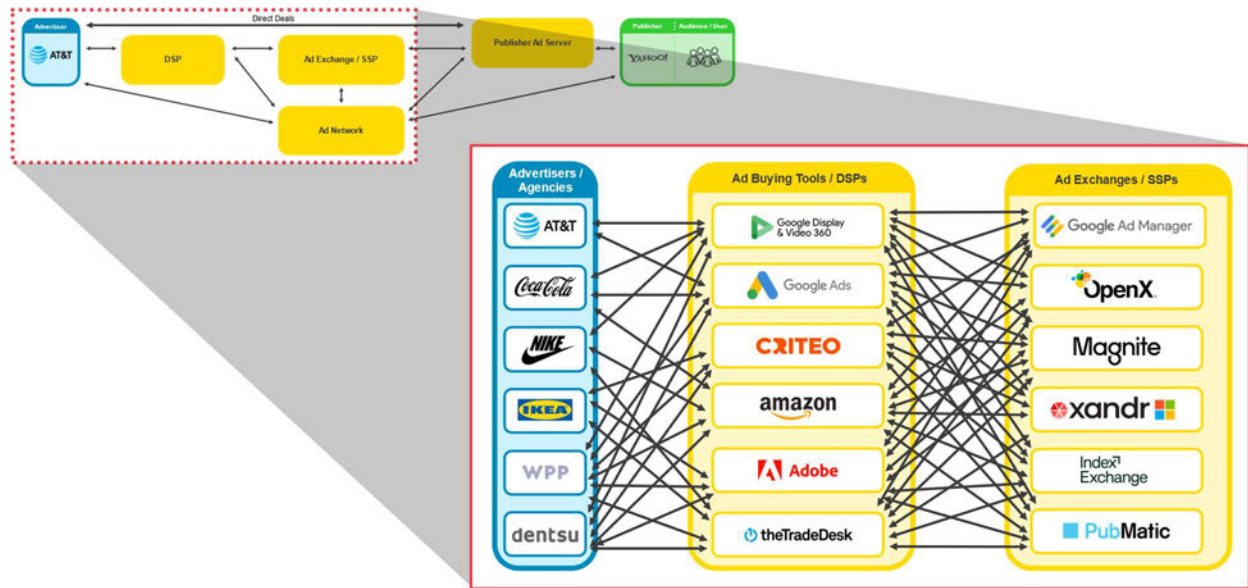 Direct Deals
Advertiser
AT&T
DSP
Ad Exchange / SSP
Ad Network
Publisher Ad Server
Publisher
Audience / User
YAHOO!
Advertisers /
Agencies
AT&T
Coca-Cola
NIKE
IKEA
WPP
dentsu
Ad Buying Tools / DSPs
Google Display
& Video 360
Google Ads
CRITEO
amazon
Adobe
theTradeDesk
Ad Exchanges / SSPs
Google Ad Manager
OpenX
Magnite
xandr
Index
Exchange
PubMatic